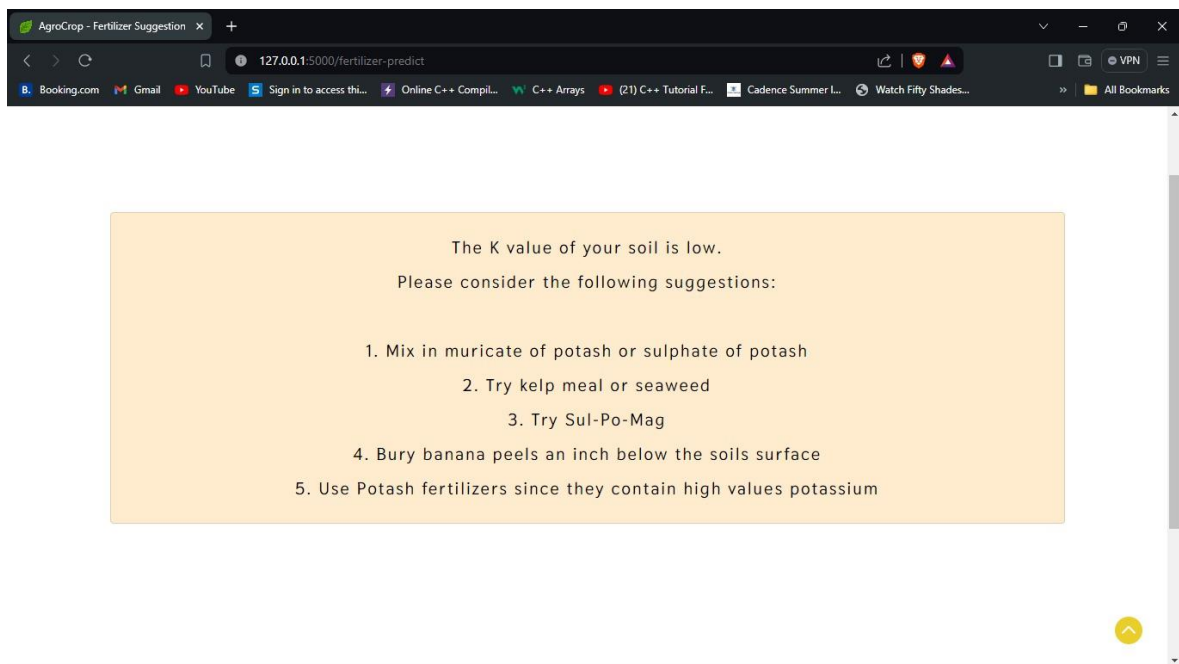 AgroCrop - Fertilizer Suggestion
127.0.0.1:5000/fertilizer-predict
VPN
B. Booking.com Gmail YouTube S Sign in to access thi... Online C++ Compil... C++ Arrays (21) C++ Tutorial F... Cadence Summer I... Watch Fifty Shades... All Bookmarks
The K value of your soil is low.
Please consider the following suggestions:
1. Mix in muricate of potash or sulphate of potash
2. Try kelp meal or seaweed
3. Try Sul-Po-Mag
4. Bury banana peels an inch below the soils surface
5. Use Potash fertilizers since they contain high values potassium